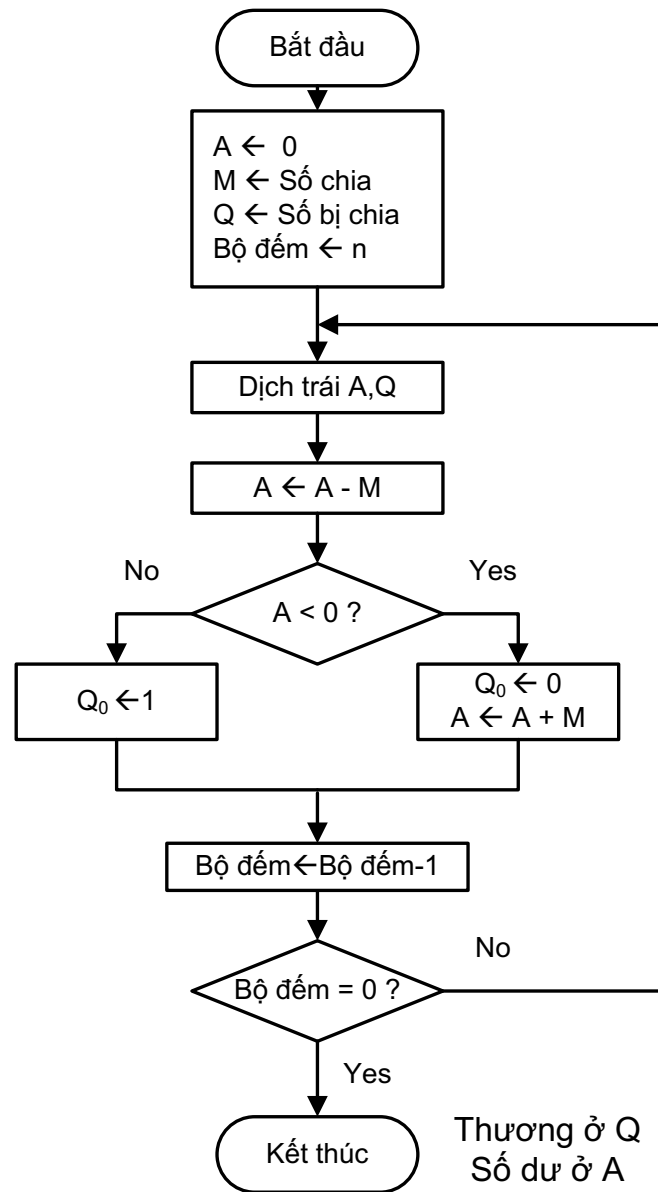 Bắt đầu
A ← 0
M ← Số chia
Q ← Số bị chia
Bộ đếm ← n
Dịch trái A,Q
A ← A - M
No
Yes
A < 0 ?
Q₀ ←1
Q₀ ← 0
A ← A + M
Bộ đếm←Bộ đếm-1
No
Bộ đếm = 0 ?
Yes
Kết thúc
Thương ở Q
Số dư ở A